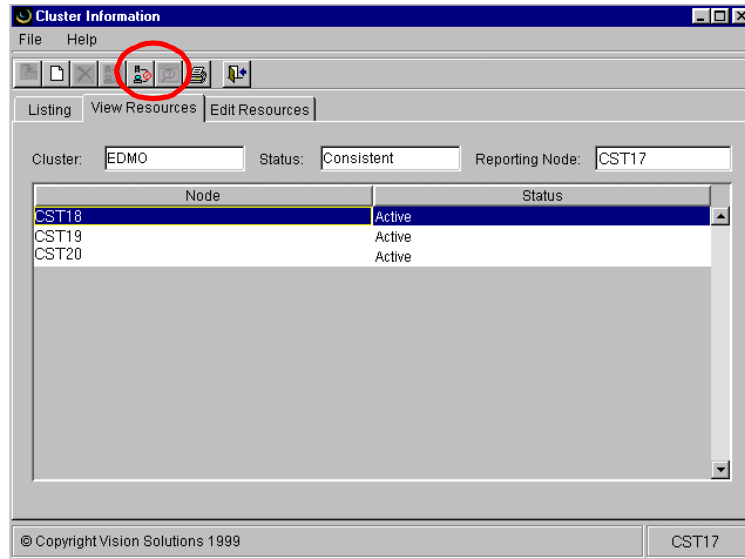 Cluster Information
File Help
Listing View Resources Edit Resources
Cluster: EDMO Status: Consistent Reporting Node: CST17
Node Status
CST18 Active
CST19 Active
CST20 Active
© Copyright Vision Solutions 1999 CST17